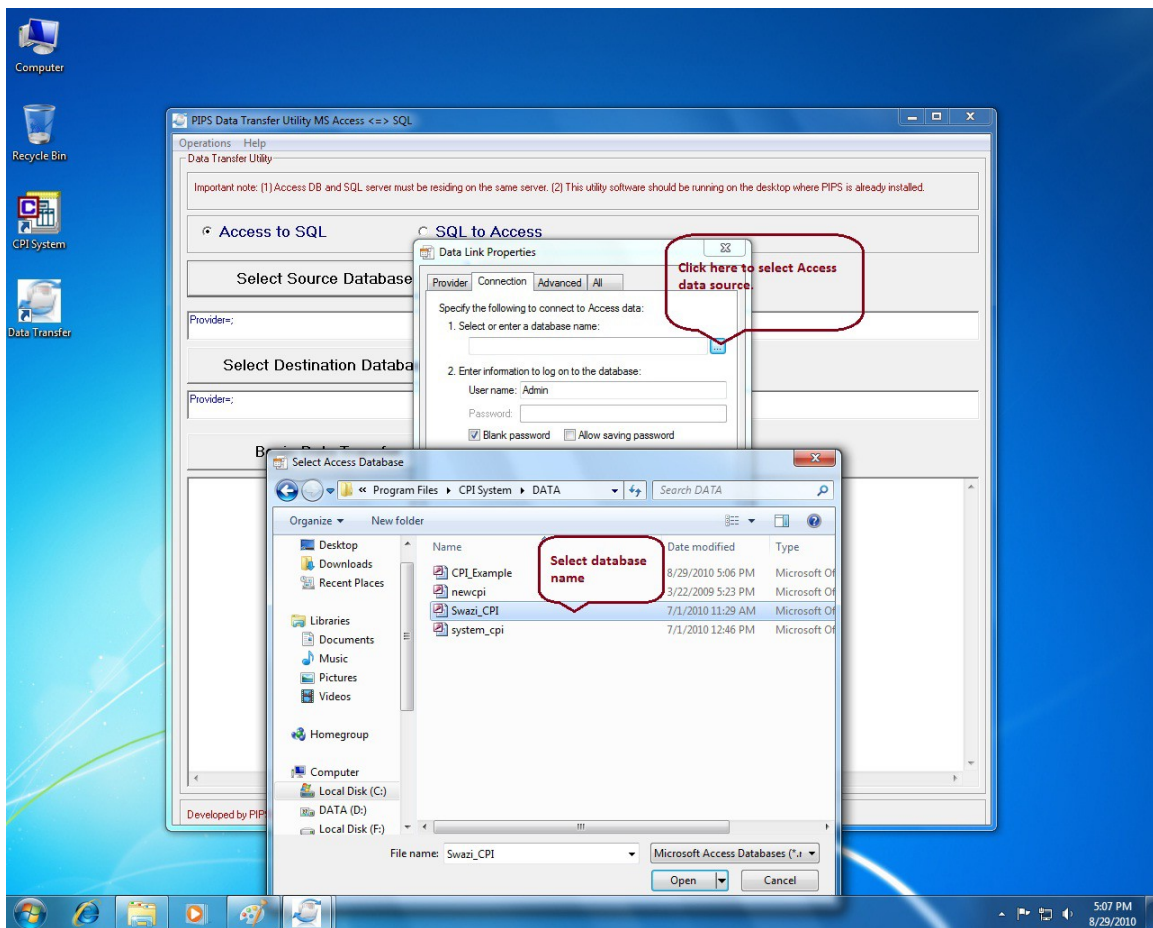 Computer
Recycle Bin
CPI System
Data Transfer
PIPS Data Transfer Utility MS Access <=> SQL
Operations Help
Data Transfer Utility
Important note: (1) Access DB and SQL server must be residing on the same server. (2) This utility software should be running on the desktop where PIPS is already installed.
Access to SQL
SQL to Access
Select Source Database
Provider=;
Select Destination Databa
Provider=;
Data Link Properties
Provider Connection Advanced All
Specify the following to connect to Access data:
1. Select or enter a database name:
...
2. Enter information to log on to the database:
User name: Admin
Password:
Blank password Allow saving password
Click here to select Access
data source.
Select Access Database
« Program Files CPI System DATA
Search DATA
Organize New folder
Desktop
Downloads
Recent Places
Libraries
Documents
Music
Pictures
Videos
Homegroup
Computer
Local Disk (C:)
DATA (D:)
Local Disk (F:)
Name Date modified Type
CPI_Example 8/29/2010 5:06 PM Microsoft Of
newcpi 3/22/2009 5:23 PM Microsoft Of
Swazi_CPI 7/1/2010 11:29 AM Microsoft Of
system_cpi 7/1/2010 12:46 PM Microsoft Of
Select database
name
File name: Swazi_CPI
Microsoft Access Databases (*.
Open Cancel
Developed by PIP
5:07 PM
8/29/2010